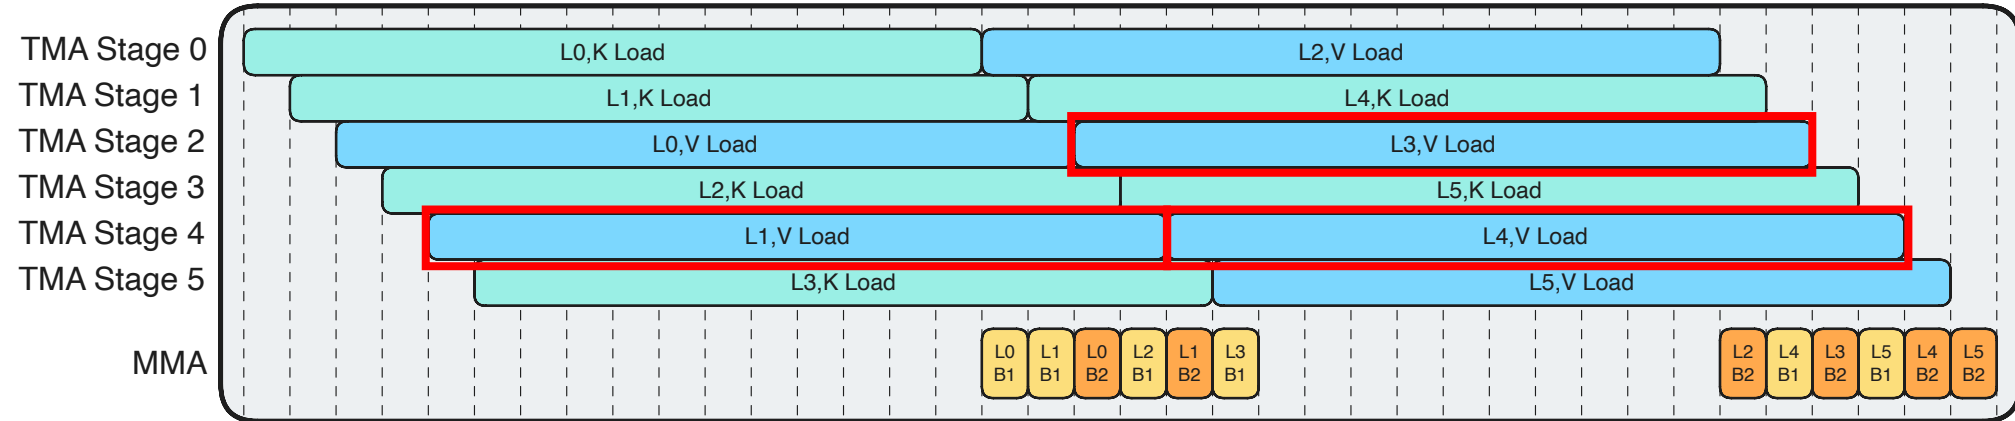 TMA Stage 0
L0,K Load
L2,V Load
TMA Stage 1
L1,K Load
L4,K Load
TMA Stage 2
L0,V Load
L3,V Load
TMA Stage 3
L2,K Load
L5,K Load
TMA Stage 4
L1,V Load
L4,V Load
TMA Stage 5
L3,K Load
L5,V Load
MMA
L0
B1
L1
B1
L0
B2
L2
B1
L1
B2
L3
B1
L2
B2
L4
B1
L3
B2
L5
B1
L4
B2
L5
B2